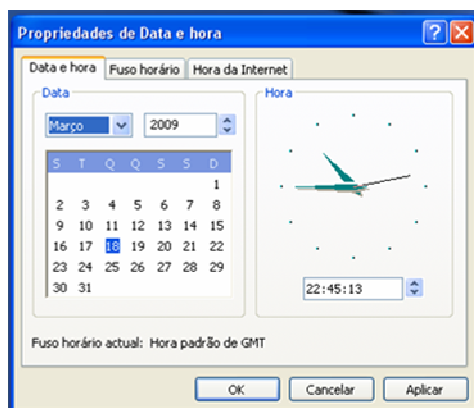 Propriedades de Data e hora
Data e hora Fuso horário Hora da Internet
Data
Março 2009
S T Q Q S S D
1
2 3 4 5 6 7 8
9 10 11 12 13 14 15
16 17 18 19 20 21 22
23 24 25 26 27 28 29
30 31
Hora
22:45:13
Fuso horário actual: Hora padrão de GMT
OK Cancelar Aplicar